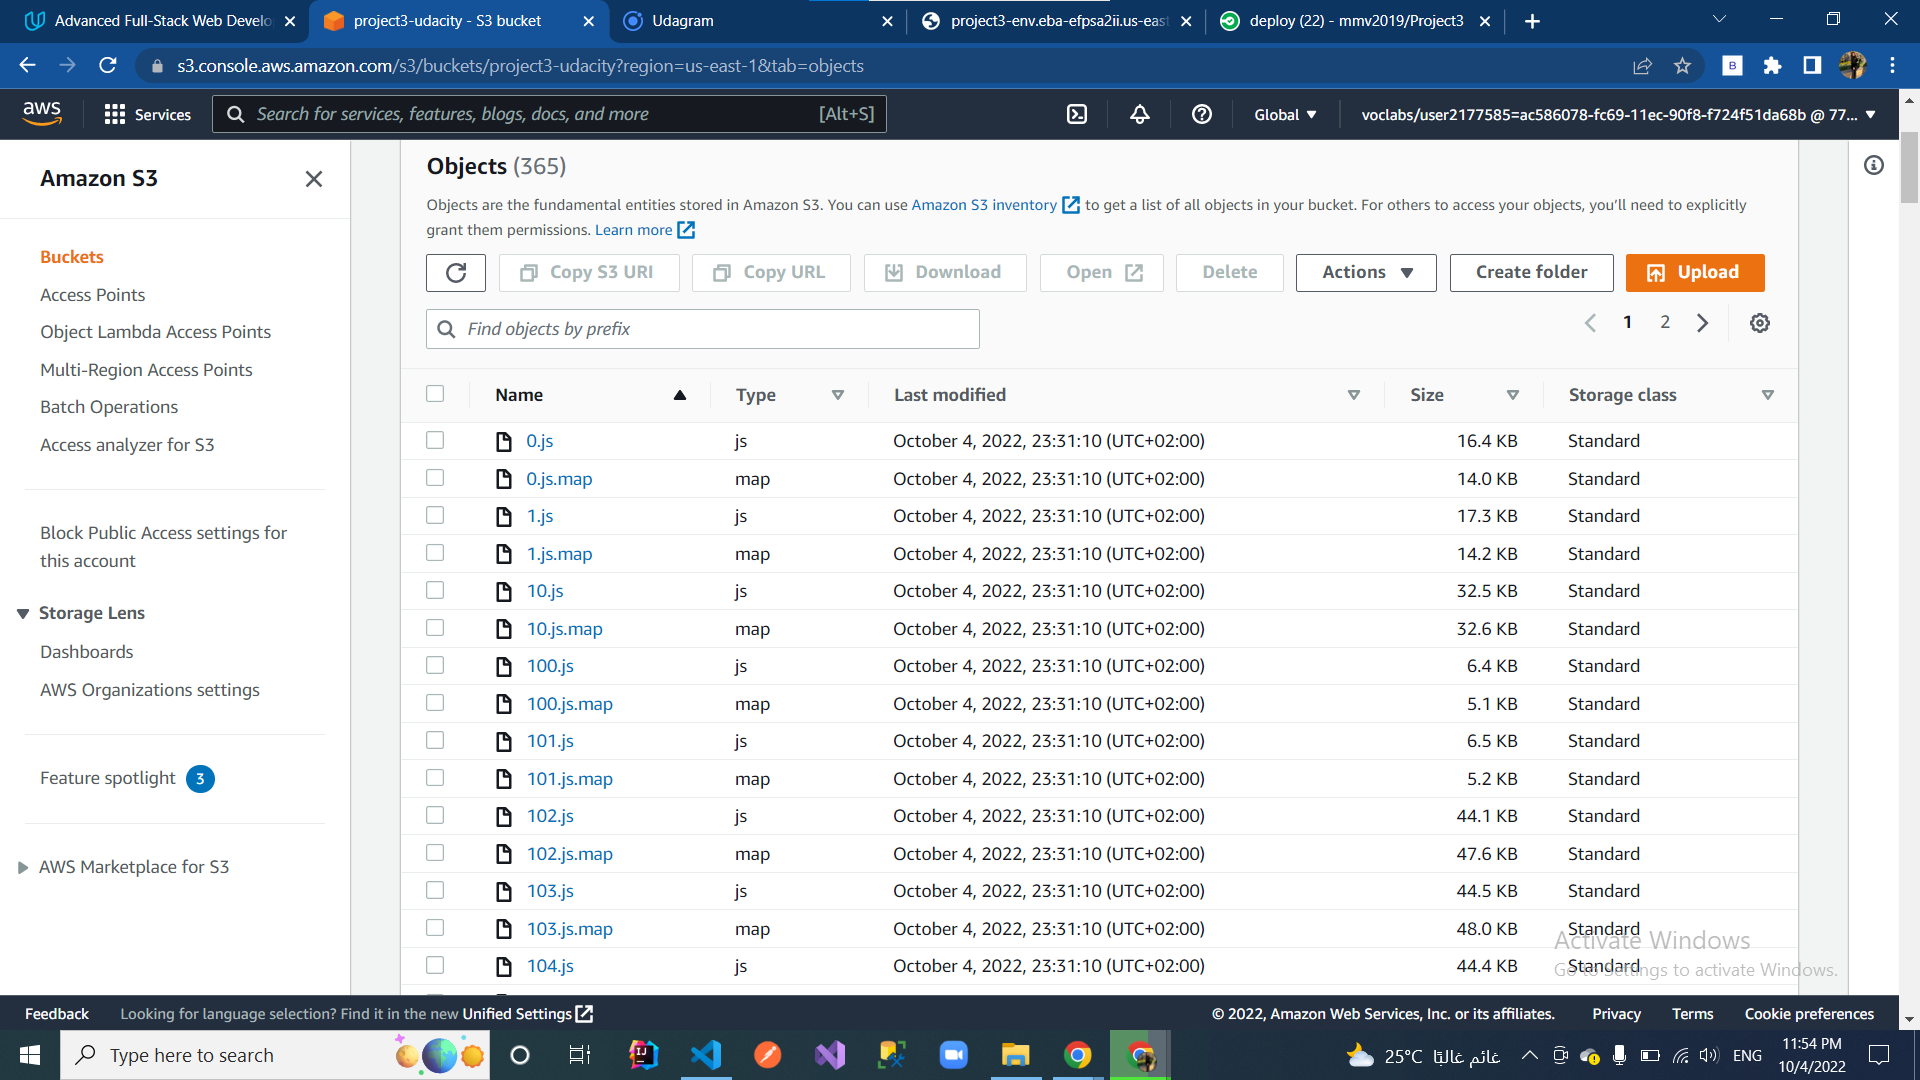 Advanced Full-Stack Web Develo
project3-udacity - S3 bucket
Udagram
project3-env.eba-efpsa2ii.us-east
deploy (22) - mmv2019/Project3
s3.console.aws.amazon.com/s3/buckets/project3-udacity?region=us-east-1&tab=objects
B
aws
Services
Search for services, features, blogs, docs, and more
[Alt+S]
Global
voclabs/user2177585=ac586078-fc69-11ec-90f8-f724f51da68b @ 77...
Amazon S3
Buckets
Access Points
Object Lambda Access Points
Multi-Region Access Points
Batch Operations
Access analyzer for S3
Block Public Access settings for
this account
Storage Lens
Dashboards
AWS Organizations settings
Feature spotlight 3
AWS Marketplace for S3
Objects (365)
Objects are the fundamental entities stored in Amazon S3. You can use Amazon S3 inventory to get a list of all objects in your bucket. For others to access your objects, you'll need to explicitly
grant them permissions. Learn more
Copy S3 URI
Copy URL
Download
Open
Delete
Actions
Create folder
Upload
Find objects by prefix
1 2
Name Type Last modified Size Storage class
0.js js October 4, 2022, 23:31:10 (UTC+02:00) 16.4 KB Standard
0.js.map map October 4, 2022, 23:31:10 (UTC+02:00) 14.0 KB Standard
1.js js October 4, 2022, 23:31:10 (UTC+02:00) 17.3 KB Standard
1.js.map map October 4, 2022, 23:31:10 (UTC+02:00) 14.2 KB Standard
10.js js October 4, 2022, 23:31:10 (UTC+02:00) 32.5 KB Standard
10.js.map map October 4, 2022, 23:31:10 (UTC+02:00) 32.6 KB Standard
100.js js October 4, 2022, 23:31:10 (UTC+02:00) 6.4 KB Standard
100.js.map map October 4, 2022, 23:31:10 (UTC+02:00) 5.1 KB Standard
101.js js October 4, 2022, 23:31:10 (UTC+02:00) 6.5 KB Standard
101.js.map map October 4, 2022, 23:31:10 (UTC+02:00) 5.2 KB Standard
102.js js October 4, 2022, 23:31:10 (UTC+02:00) 44.1 KB Standard
102.js.map map October 4, 2022, 23:31:10 (UTC+02:00) 47.6 KB Standard
103.js js October 4, 2022, 23:31:10 (UTC+02:00) 44.5 KB Standard
103.js.map map October 4, 2022, 23:31:10 (UTC+02:00) 48.0 KB Standard
104.js js October 4, 2022, 23:31:10 (UTC+02:00) 44.4 KB Standard
Activate Windows
Go to Settings to activate Windows.
Feedback Looking for language selection? Find it in the new Unified Settings
© 2022, Amazon Web Services, Inc. or its affiliates. Privacy Terms Cookie preferences
Type here to search
IJ
25°C غائم غالبًا
ENG
11:54 PM
10/4/2022